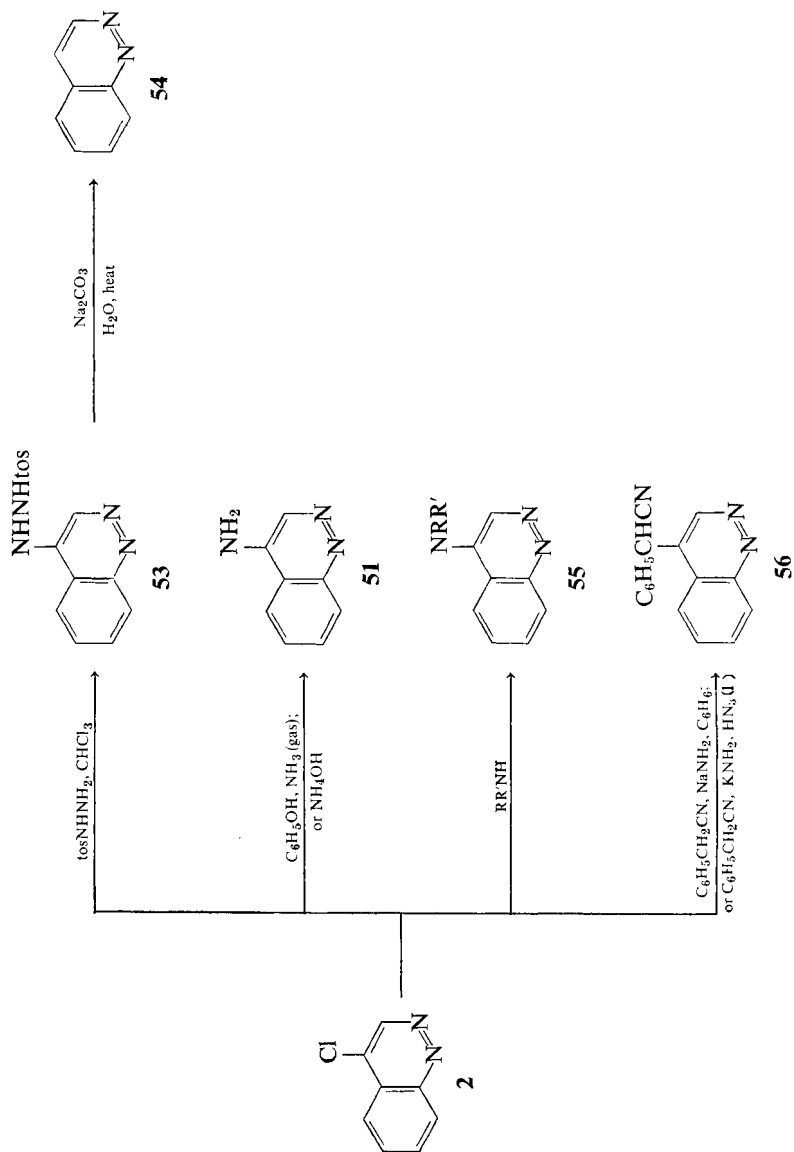 Cl
N
N
2
tosNHNH₂, CHCl₃
C₆H₅OH, NH₃(gas);
or NH₄OH
RR'NH
C₆H₅CH₂CN, NaNH₂, C₆H₆;
or C₆H₅CH₂CN, KNH₂, HN₃(l)
NHNHtos
N
N
53
NH₂
N
N
51
NRR'
N
N
55
C₆H₅CHCN
N
N
56
Na₂CO₃
H₂O, heat
N
N
54